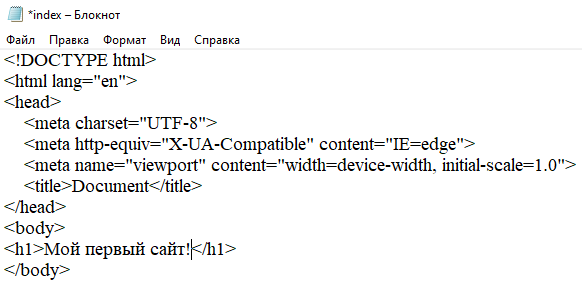 *index – Блокнот
Файл Правка Формат Вид Справка
<!DOCTYPE html>
<html lang="en">
<head>
    <meta charset="UTF-8">
    <meta http-equiv="X-UA-Compatible" content="IE=edge">
    <meta name="viewport" content="width=device-width, initial-scale=1.0">
    <title>Document</title>
</head>
<body>
<h1>Мой первый сайт!</h1>
</body>